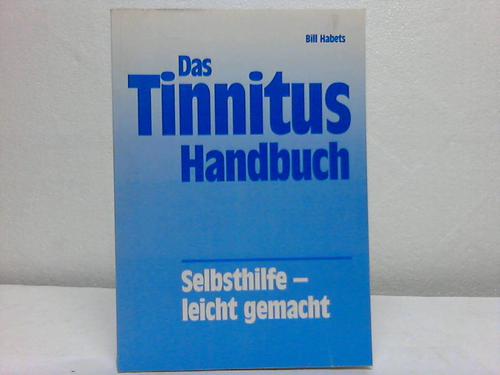 Bill Habets
Das
Tinnitus
Handbuch
Selbsthilfe –
leicht gemacht